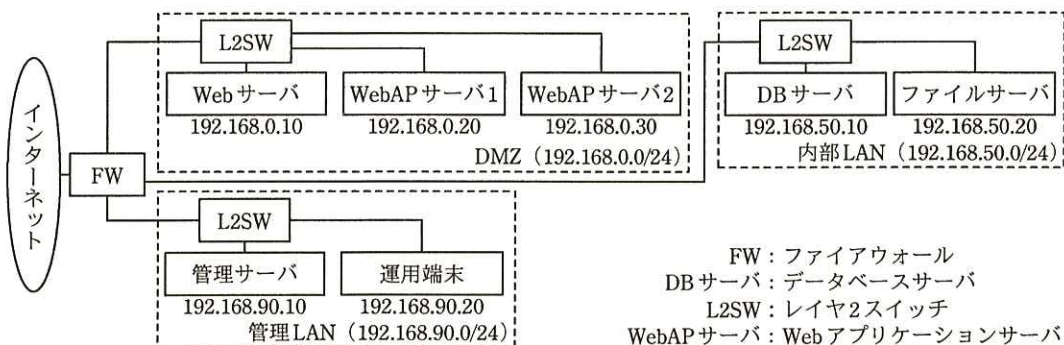 インターネット
FW
L2SW
Webサーバ
192.168.0.10
WebAPサーバ1
192.168.0.20
WebAPサーバ2
192.168.0.30
DMZ（192.168.0.0/24）
L2SW
DBサーバ
192.168.50.10
ファイルサーバ
192.168.50.20
内部LAN（192.168.50.0/24）
L2SW
管理サーバ
192.168.90.10
運用端末
192.168.90.20
管理LAN（192.168.90.0/24）
FW：ファイアウォール
DBサーバ：データベースサーバ
L2SW：レイヤ2スイッチ
WebAPサーバ：Webアプリケーションサーバ